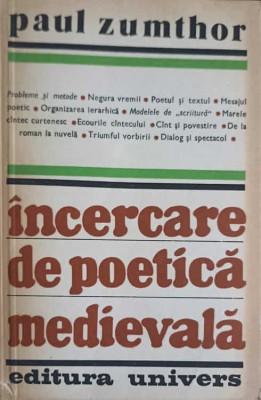 paul zumthor
Probleme și metode • Negura vremii • Poetul și textul • Mesajul
poetic • Organizarea ierarhică • Modelele de „scriitură” • Marele
cîntec curtenesc • Ecourile cîntecului • Cînt și povestire • De la
roman la nuvelă • Triumful vorbirii • Dialog și spectacol •
încercare
de poetică
medievală
editura univers